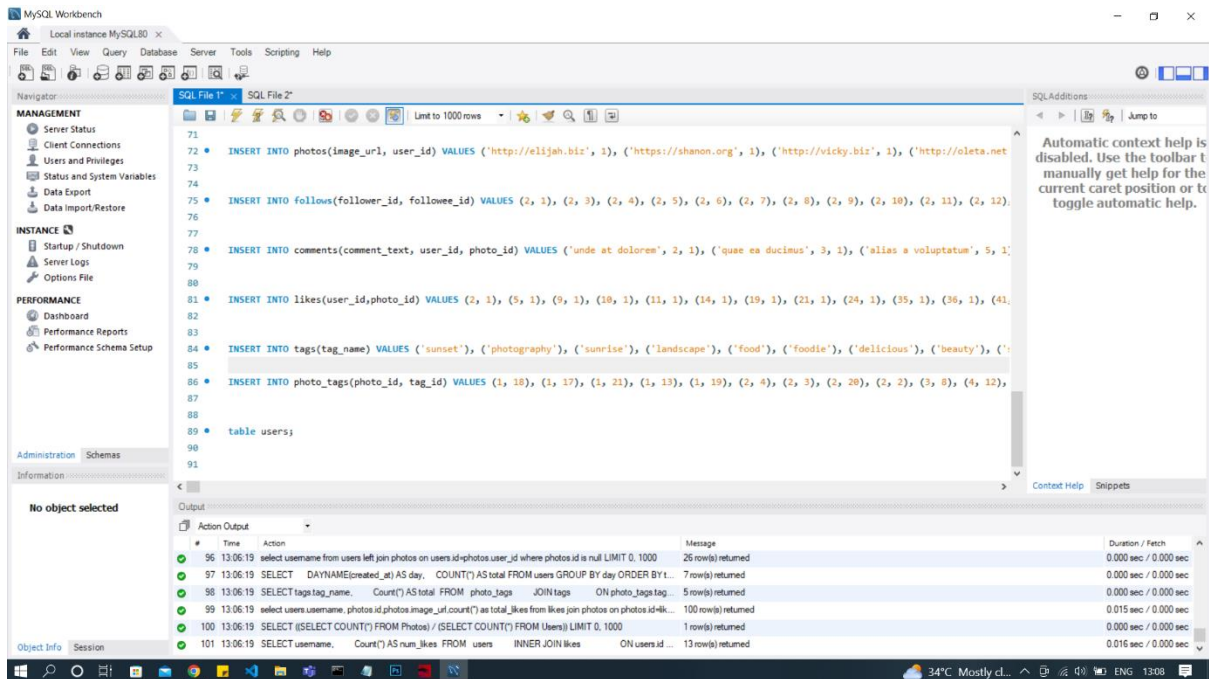 MySQL Workbench
Local instance MySQL80
File Edit View Query Database Server Tools Scripting Help
Navigator
MANAGEMENT
Server Status
Client Connections
Users and Privileges
Status and System Variables
Data Export
Data Import/Restore
INSTANCE
Startup / Shutdown
Server Logs
Options File
PERFORMANCE
Dashboard
Performance Reports
Performance Schema Setup
Administration Schemas
Information
No object selected
Object Info Session
SQL File 1* SQL File 2*
Limit to 1000 rows
71
72 INSERT INTO photos(image_url, user_id) VALUES ('http://elijah.biz', 1), ('https://shanon.org', 1), ('http://vicky.biz', 1), ('http://oleta.net
73
74
75 INSERT INTO follows(follower_id, followee_id) VALUES (2, 1), (2, 3), (2, 4), (2, 5), (2, 6), (2, 7), (2, 8), (2, 9), (2, 10), (2, 11), (2, 12),
76
77
78 INSERT INTO comments(comment_text, user_id, photo_id) VALUES ('unde at dolorem', 2, 1), ('quae ea ducimus', 3, 1), ('alias a voluptatum', 5, 1)
79
80
81 INSERT INTO likes(user_id,photo_id) VALUES (2, 1), (5, 1), (9, 1), (10, 1), (11, 1), (14, 1), (19, 1), (21, 1), (24, 1), (35, 1), (36, 1), (41,
82
83
84 INSERT INTO tags(tag_name) VALUES ('sunset'), ('photography'), ('sunrise'), ('landscape'), ('food'), ('foodie'), ('delicious'), ('beauty'), ('
85
86 INSERT INTO photo_tags(photo_id, tag_id) VALUES (1, 18), (1, 17), (1, 21), (1, 13), (1, 19), (2, 4), (2, 3), (2, 20), (2, 2), (3, 8), (4, 12),
87
88
89 table users;
90
91
Output
Action Output
# Time Action Message Duration / Fetch
96 13:06:19 select username from users left join photos on users.id=photos.user_id where photos.id is null LIMIT 0, 1000 26 row(s) returned 0.000 sec / 0.000 sec
97 13:06:19 SELECT DAYNAME(created_at) AS day, COUNT(*) AS total FROM users GROUP BY day ORDER BY t... 7 row(s) returned 0.000 sec / 0.000 sec
98 13:06:19 SELECT tags.tag_name, Count(*) AS total FROM photo_tags JOIN tags ON photo_tags.tag... 5 row(s) returned 0.000 sec / 0.000 sec
99 13:06:19 select users.username, photos.id,photos.image_url,count(*) as total_likes from likes join photos on photos.id=lik... 100 row(s) returned 0.015 sec / 0.000 sec
100 13:06:19 SELECT ((SELECT COUNT(*) FROM Photos) / (SELECT COUNT(*) FROM Users)) LIMIT 0, 1000 1 row(s) returned 0.000 sec / 0.000 sec
101 13:06:19 SELECT username, Count(*) AS num_likes FROM users INNER JOIN likes ON users.id ... 13 row(s) returned 0.016 sec / 0.000 sec
SQLAdditions
Jump to
Automatic context help is
disabled. Use the toolbar t
manually get help for the
current caret position or to
toggle automatic help.
Context Help Snippets
34°C Mostly cl... ENG 13:08